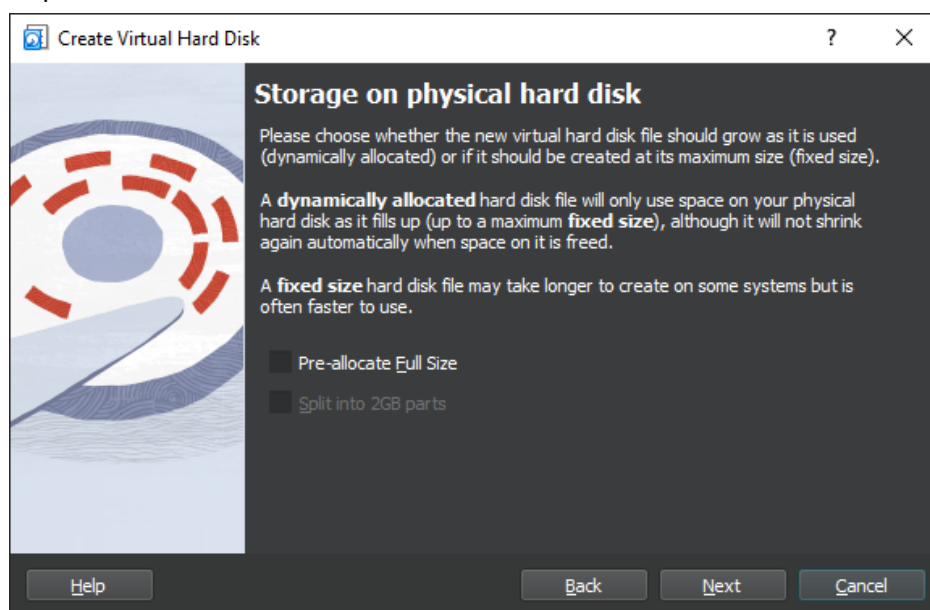 Create Virtual Hard Disk
?
Storage on physical hard disk
Please choose whether the new virtual hard disk file should grow as it is used
(dynamically allocated) or if it should be created at its maximum size (fixed size).
A dynamically allocated hard disk file will only use space on your physical
hard disk as it fills up (up to a maximum fixed size), although it will not shrink
again automatically when space on it is freed.
A fixed size hard disk file may take longer to create on some systems but is
often faster to use.
Pre-allocate Full Size
Split into 2GB parts
Help Back Next Cancel